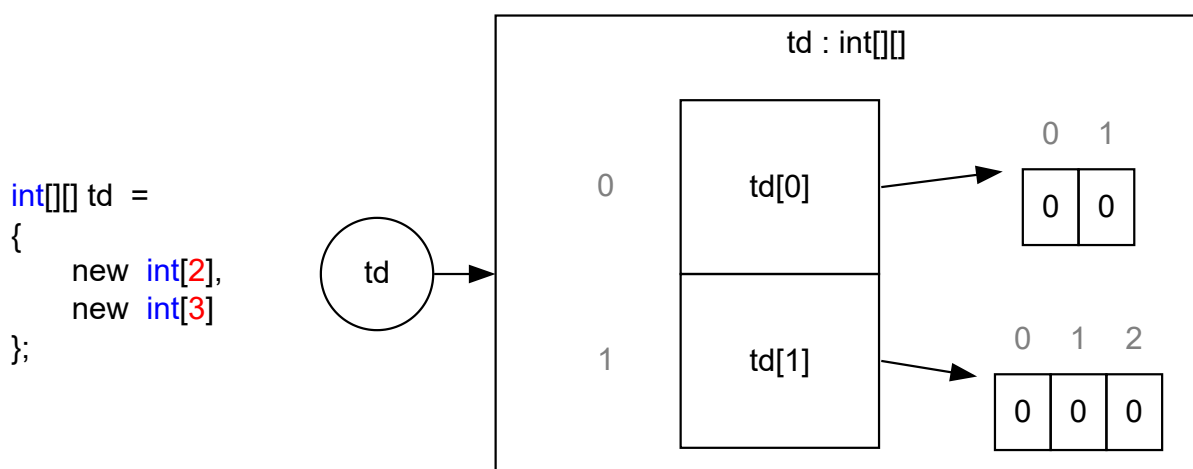 td : int[][]
0 1
int[][] td =
0
td[0]
0 0
{
new int[2],
td
new int[3]
0 1 2
};
1
td[1]
0 0 0